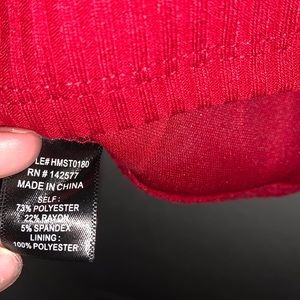 LE# HMST0180
RN # 142577
MADE IN CHINA
SELF :
73% POLYESTER
22% RAYON
5% SPANDEX
LINING :
100% POLYESTER